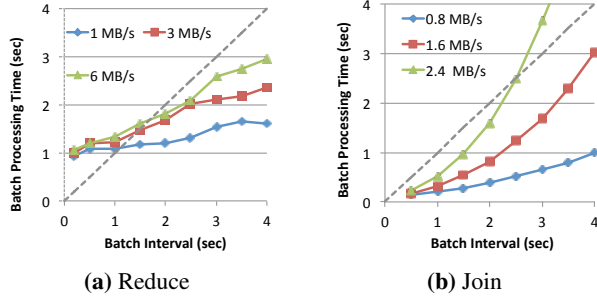 1 MB/s 3 MB/s
6 MB/s
Batch Processing Time (sec)
4
3
2
1
0
0 1 2 3 4
Batch Interval (sec)
(a) Reduce
0.8 MB/s
1.6 MB/s
2.4 MB/s
Batch Processing Time (sec)
4
3
2
1
0
0 1 2 3 4
Batch Interval (sec)
(b) Join